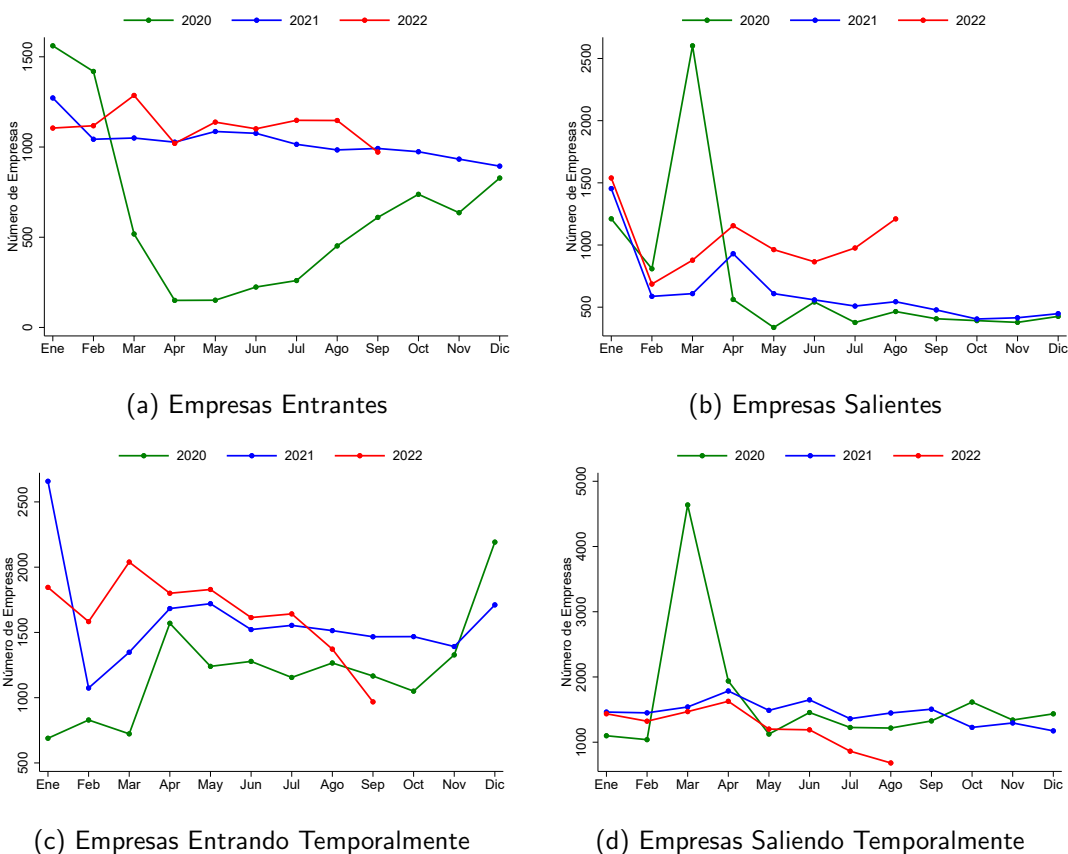 2020 2021 2022
Número de Empresas
1500
1000
500
0
Ene Feb Mar Apr May Jun Jul Ago Sep Oct Nov Dic
(a) Empresas Entrantes
2020 2021 2022
Número de Empresas
2500
2000
1500
1000
500
Ene Feb Mar Apr May Jun Jul Ago Sep Oct Nov Dic
(b) Empresas Salientes
2020 2021 2022
Número de Empresas
2500
2000
1500
1000
500
Ene Feb Mar Apr May Jun Jul Ago Sep Oct Nov Dic
(c) Empresas Entrando Temporalmente
2020 2021 2022
Número de Empresas
5000
4000
3000
2000
1000
Ene Feb Mar Apr May Jun Jul Ago Sep Oct Nov Dic
(d) Empresas Saliendo Temporalmente